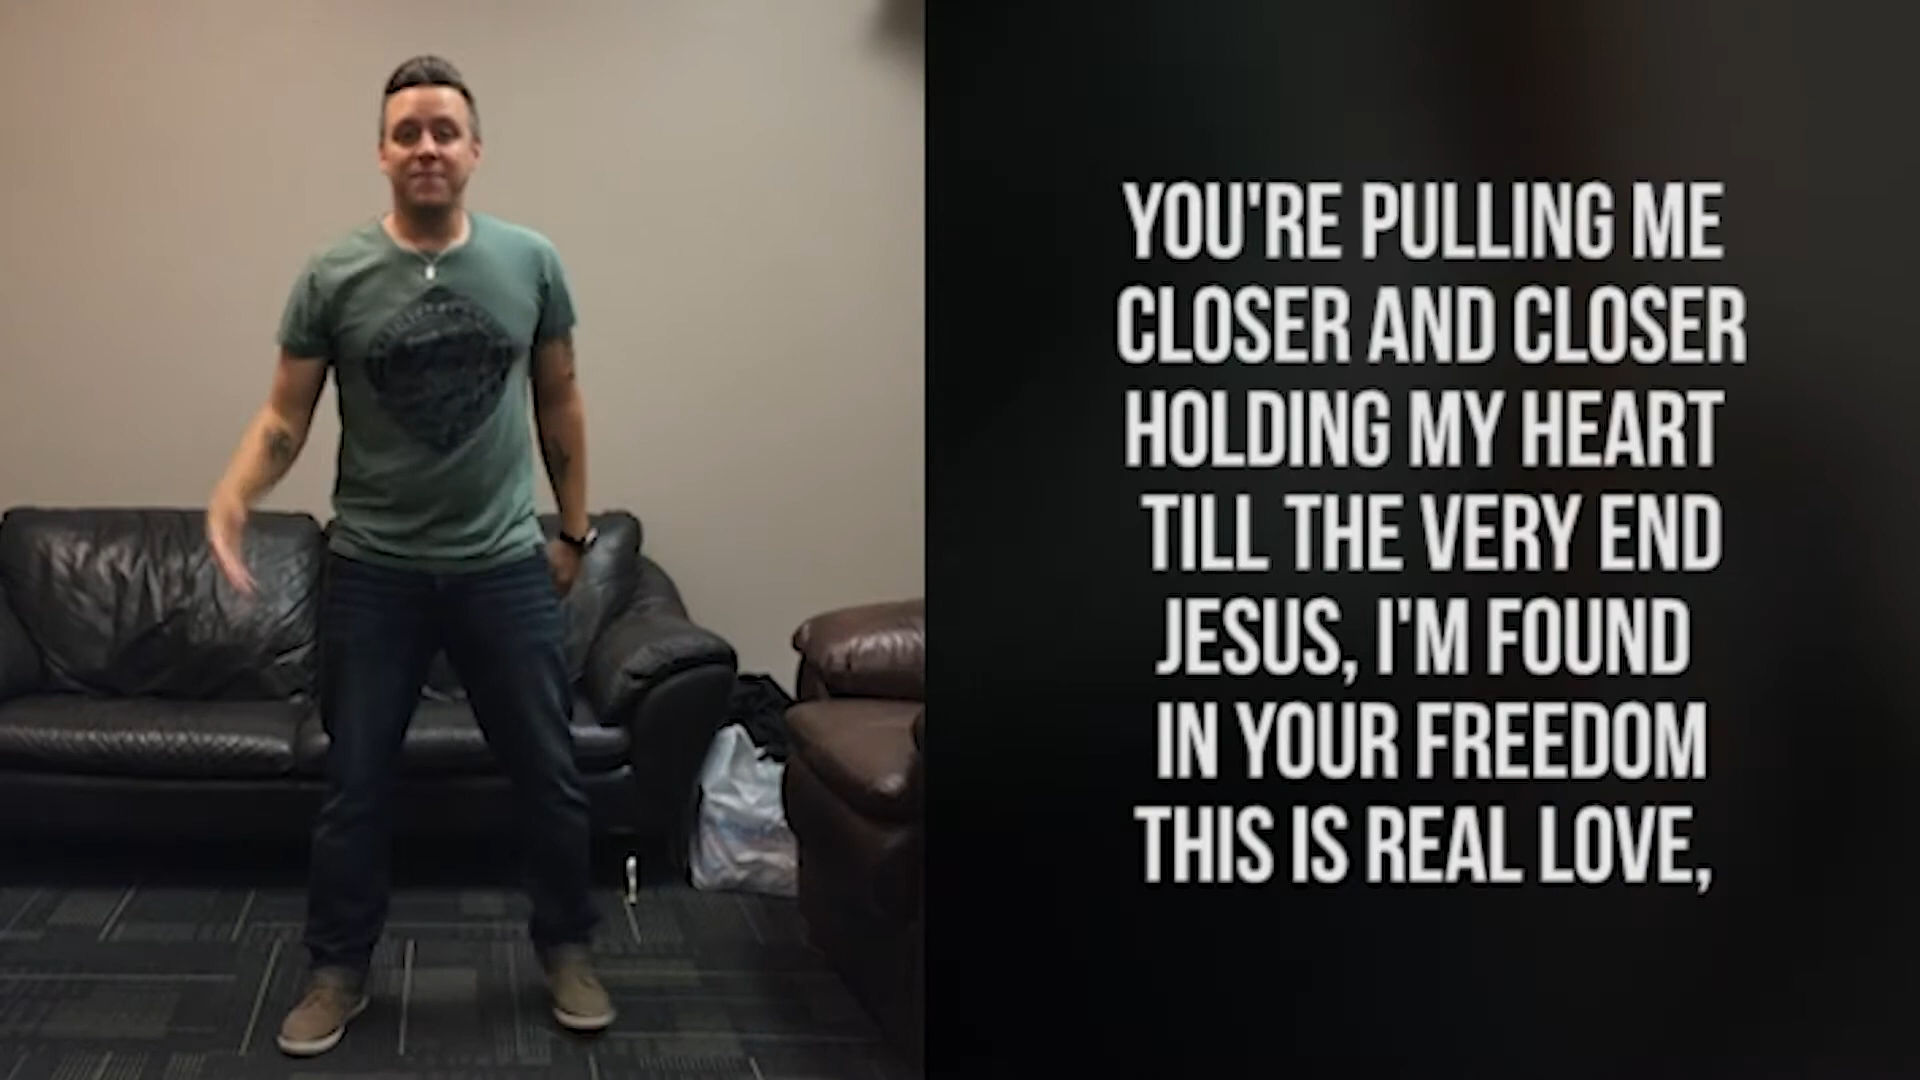 YOU'RE PULLING ME
CLOSER AND CLOSER
HOLDING MY HEART
TILL THE VERY END
JESUS, I'M FOUND
IN YOUR FREEDOM
THIS IS REAL LOVE,